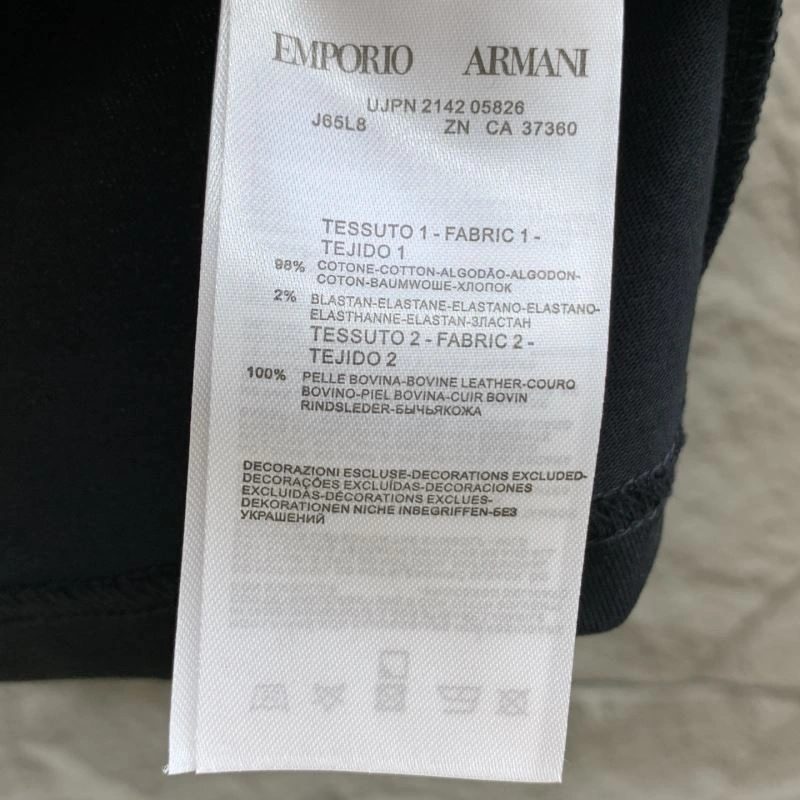 EMPORIO ARMANI
UJPN 2142 05826
J65L8 ZN CA 37360
TESSUTO 1 - FABRIC 1 -
TEJIDO 1
98% COTONE-COTTON-ALGODÃO-ALGODON-
COTON-BAUMWOŠE-ХЛОПОК
2% BLASTAN-ELASTANE-ELASTANO-ELASTANO-
ELASTHANNE-ELASTAN-ЗЛАСТАН
TESSUTO 2 - FABRIC 2 -
TEJIDO 2
100% PELLE BOVINA-BOVINE LEATHER-COURO
BOVINO-PIEL BOVINA-CUIR BOVIN
RINDSLEDER-БЫЧЬЯКОЖА
DECORAZIONI ESCLUSE-DECORATIONS EXCLUDED-
DECORAÇÕES EXCLUÍDAS-DECORACIONES
EXCLUIDAS-DÉCORATIONS EXCLUES-
DEKORATIONEN NICHE INBEGRIFFEN-БЕЗ
УКРАШЕНИЙ